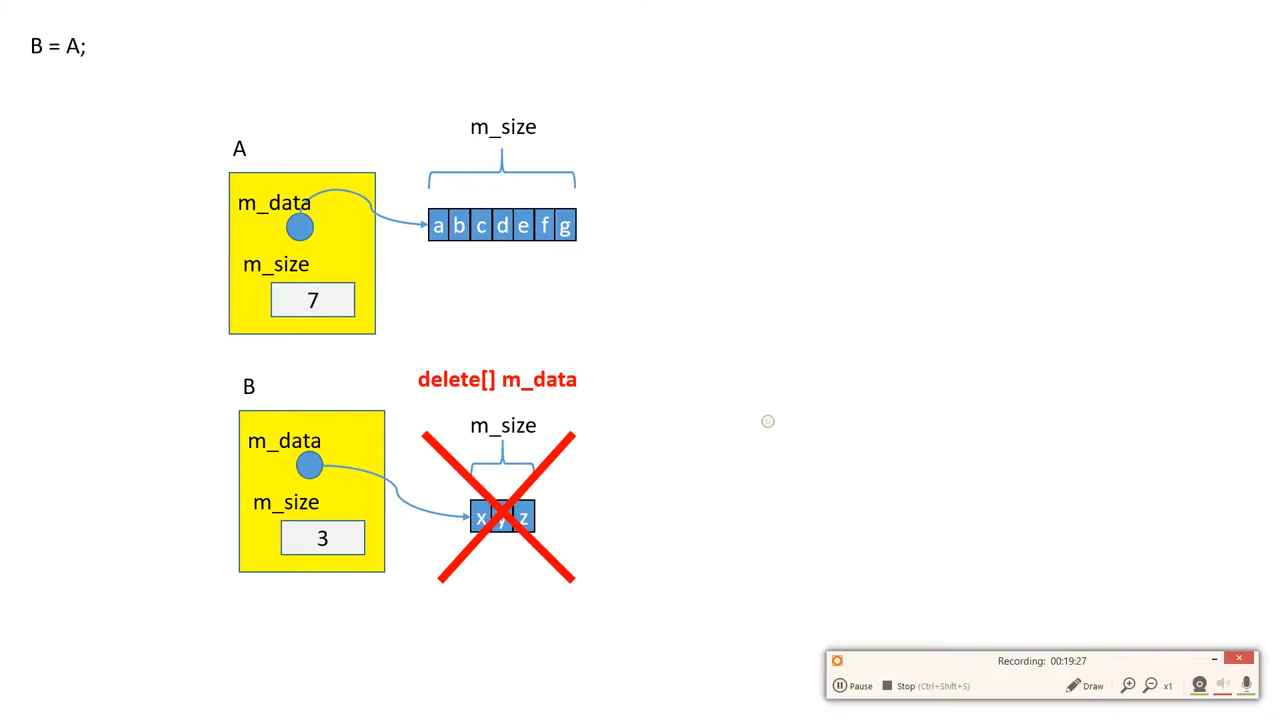 B = A;
m_size
A
m_data
a b c d e f g
m_size
7
delete[] m_data
B
m_size
m_data
m_size
x y z
3
Recording: 00:19:27
Pause Stop (Ctrl+Shift+S) Draw x1